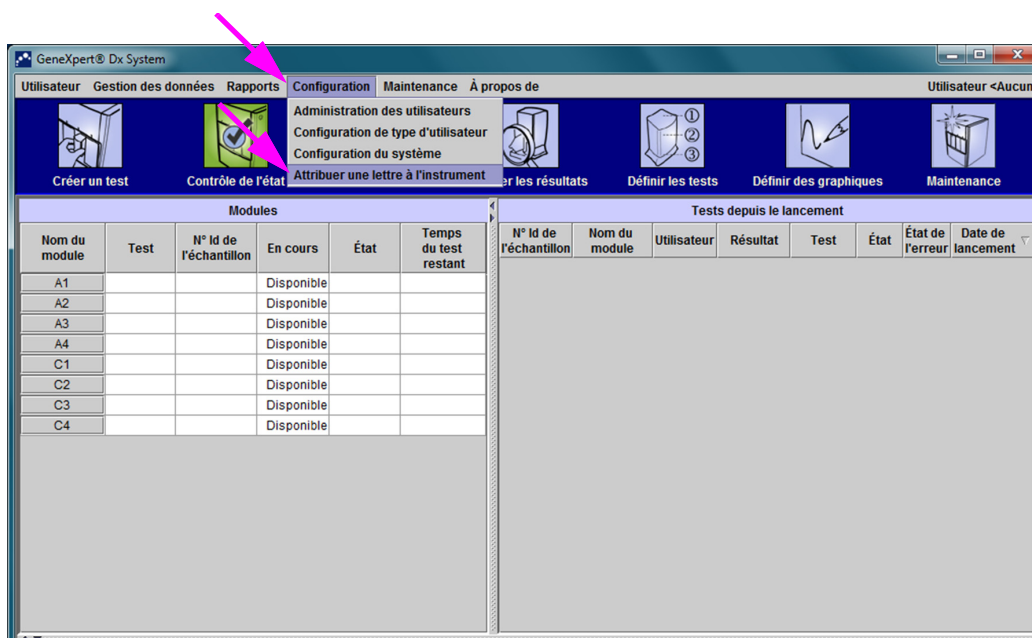 GeneXpert® Dx System
Utilisateur Gestion des données Rapports Configuration Maintenance À propos de Utilisateur <Aucun
Administration des utilisateurs
Configuration de type d'utilisateur
Configuration du système
Attribuer une lettre à l'instrument
Créer un test Contrôle de l'état er les résultats Définir les tests Définir des graphiques Maintenance
Modules
Nom du module Test N° Id de l'échantillon En cours État Temps du test restant
A1 Disponible
A2 Disponible
A3 Disponible
A4 Disponible
C1 Disponible
C2 Disponible
C3 Disponible
C4 Disponible
Tests depuis le lancement
N° Id de l'échantillon Nom du module Utilisateur Résultat Test État État de l'erreur Date de lancement